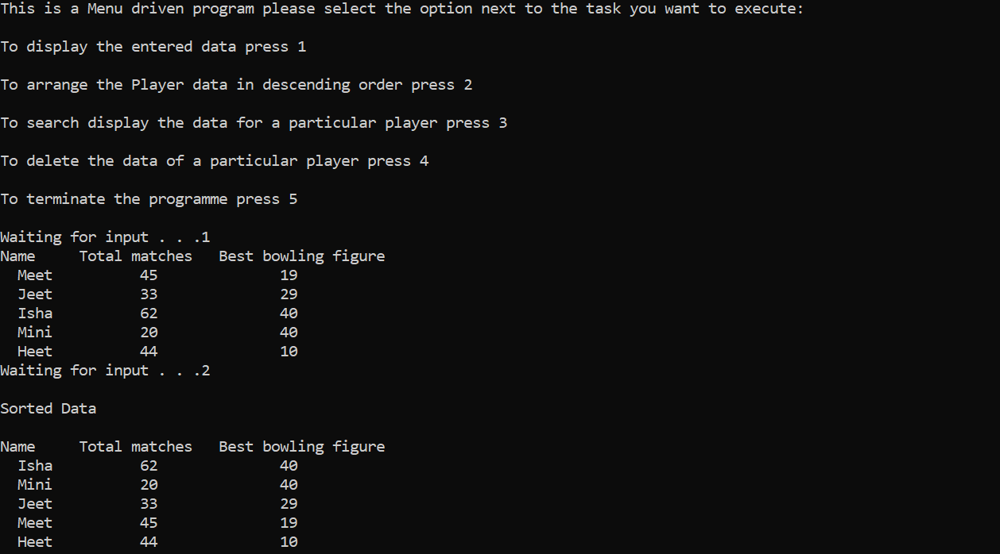 This is a Menu driven program please select the option next to the task you want to execute:
To display the entered data press 1
To arrange the Player data in descending order press 2
To search display the data for a particular player press 3
To delete the data of a particular player press 4
To terminate the programme press 5
Waiting for input . . .1
Name     Total matches   Best bowling figure
  Meet          45              19
  Jeet          33              29
  Isha          62              40
  Mini          20              40
  Heet          44              10
Waiting for input . . .2
Sorted Data
Name     Total matches   Best bowling figure
  Isha          62              40
  Mini          20              40
  Jeet          33              29
  Meet          45              19
  Heet          44              10